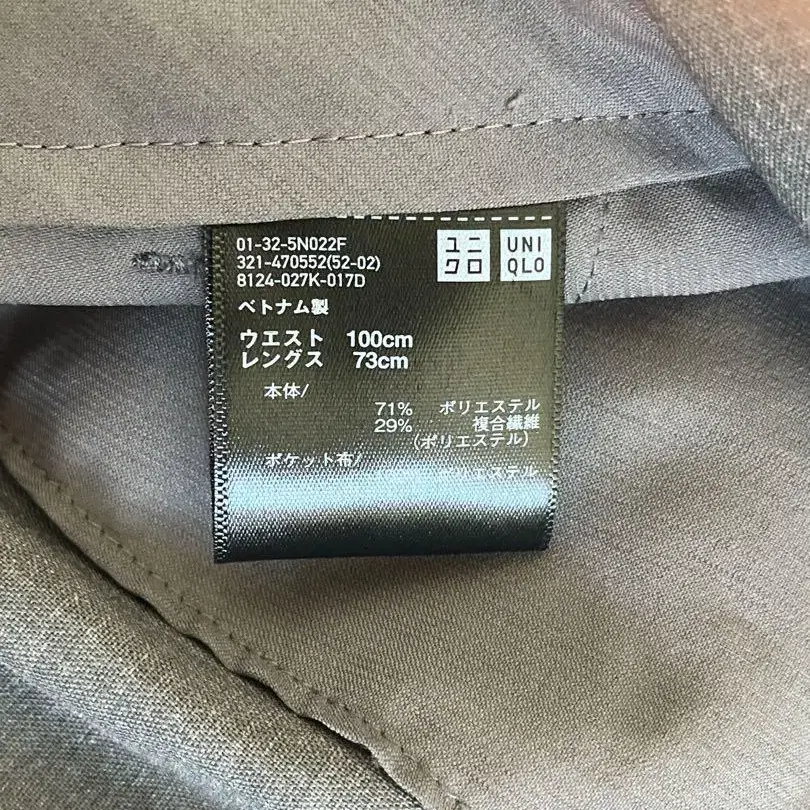 01-32-5N022F
321-470552(52-02)
8124-027K-017D
ユニ
クロ
UNI
QLO
ベトナム製
ウエスト 100cm
レングス 73cm
本体/
71% ポリエステル
29% 複合繊維
(ポリエステル)
ポケット布/
ポリエステル